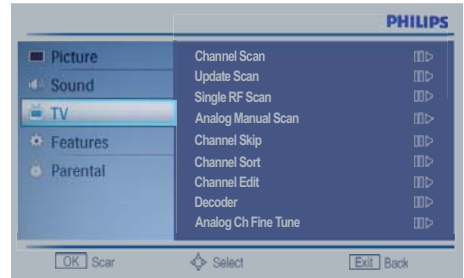 PHILIPS
Picture
Sound
TV
Features
Parental
Channel Scan
Update Scan
Single RF Scan
Analog Manual Scan
Channel Skip
Channel Sort
Channel Edit
Decoder
Analog Ch Fine Tune
OK Scar
Select
Exit Back